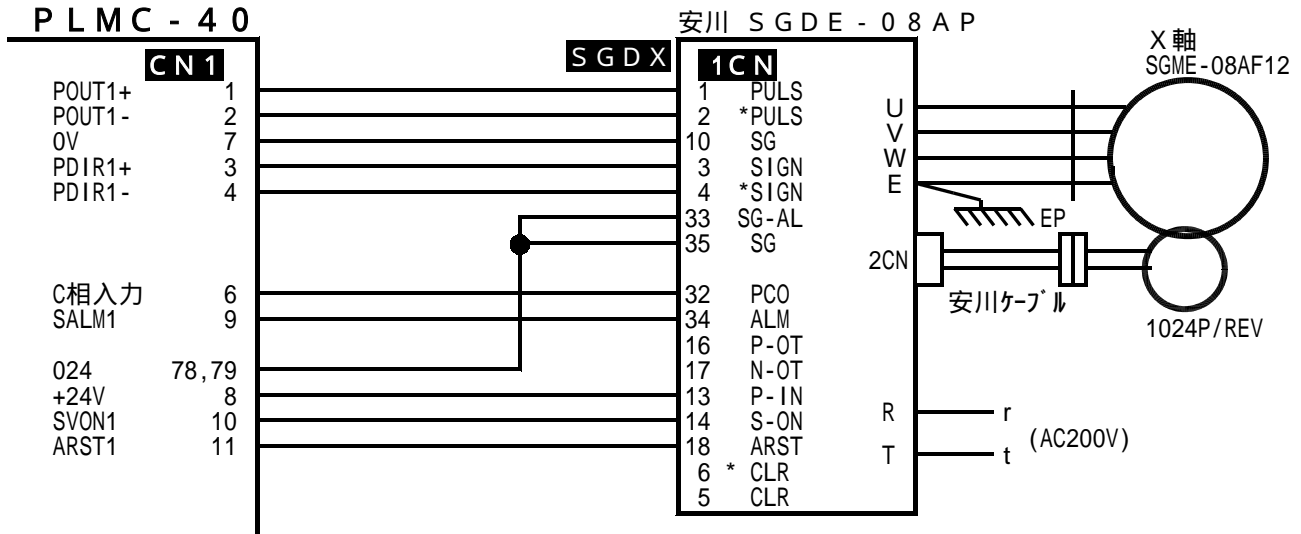 PLMC-40
安川 SGDE-08AP
X軸
SGME-08AF12
SGDX
CN1
1CN
POUT1+ 1
POUT1- 2
0V 7
PDIR1+ 3
PDIR1- 4
C相入力 6
SALM1 9
024 78,79
+24V 8
SVON1 10
ARST1 11
1 PULS
2 *PULS
10 SG
3 SIGN
4 *SIGN
33 SG-AL
35 SG
32 PCO
34 ALM
16 P-OT
17 N-OT
13 P-IN
14 S-ON
18 ARST
6 * CLR
5 CLR
U
V
W
E
EP
2CN
安川ｹｰﾌﾞﾙ
1024P/REV
R r
(AC200V)
T t